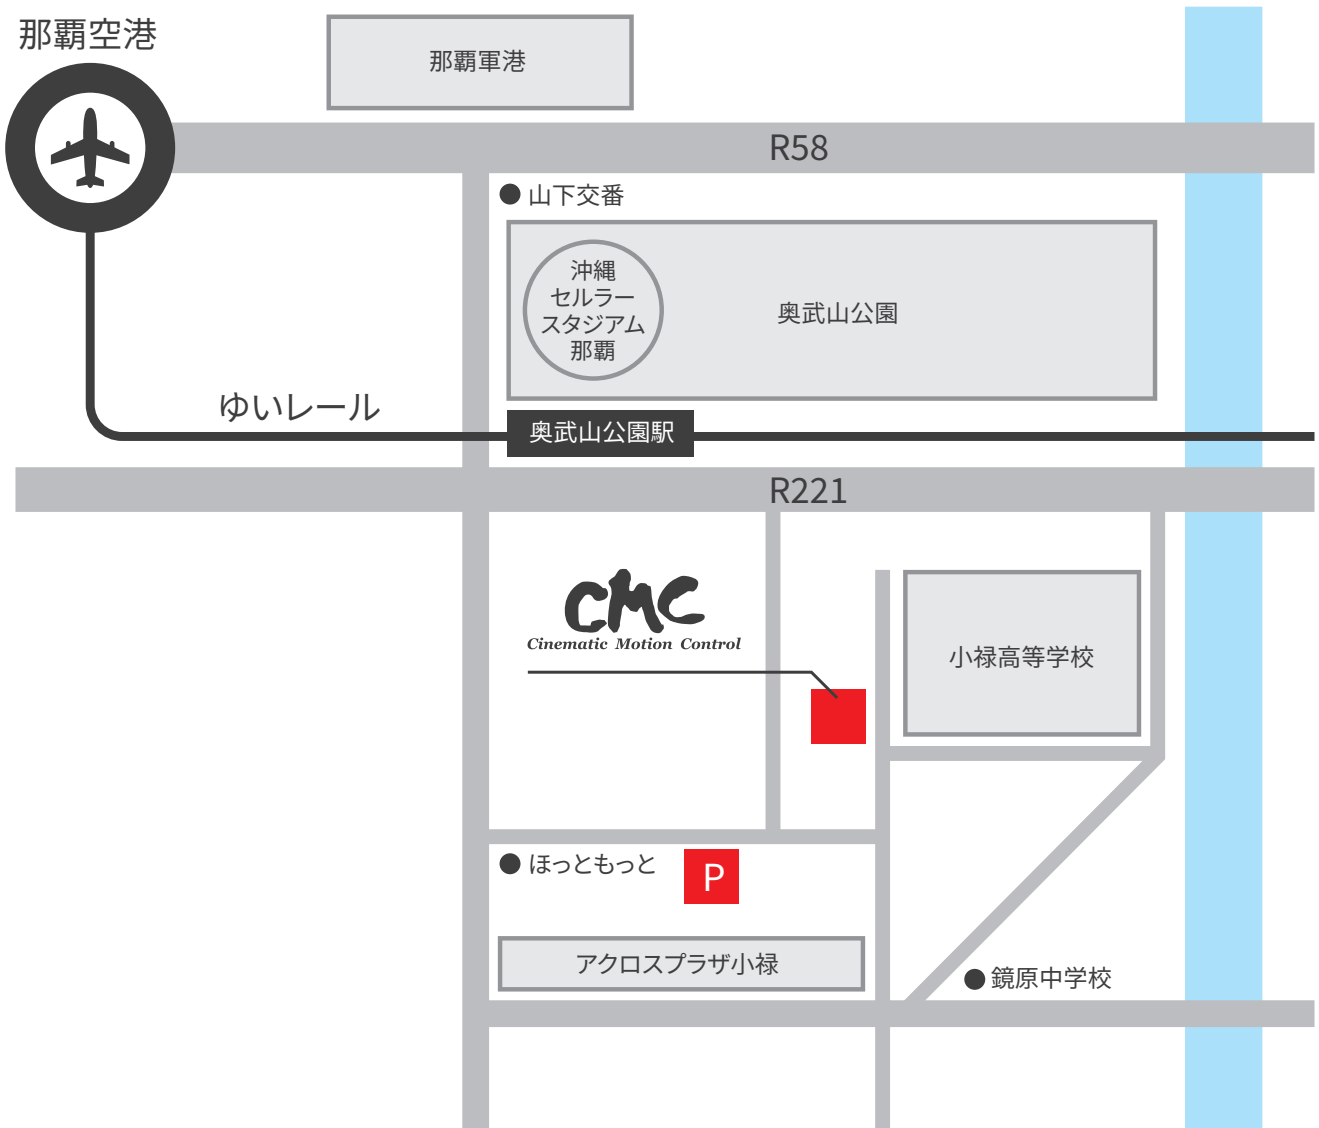 那覇空港
那覇軍港
R58
山下交番
沖縄
セルラー
スタジアム
那覇
奥武山公園
ゆいレール
奥武山公園駅
R221
CMC
Cinematic Motion Control
小禄高等学校
ほっともっと
P
アクロスプラザ小禄
鏡原中学校